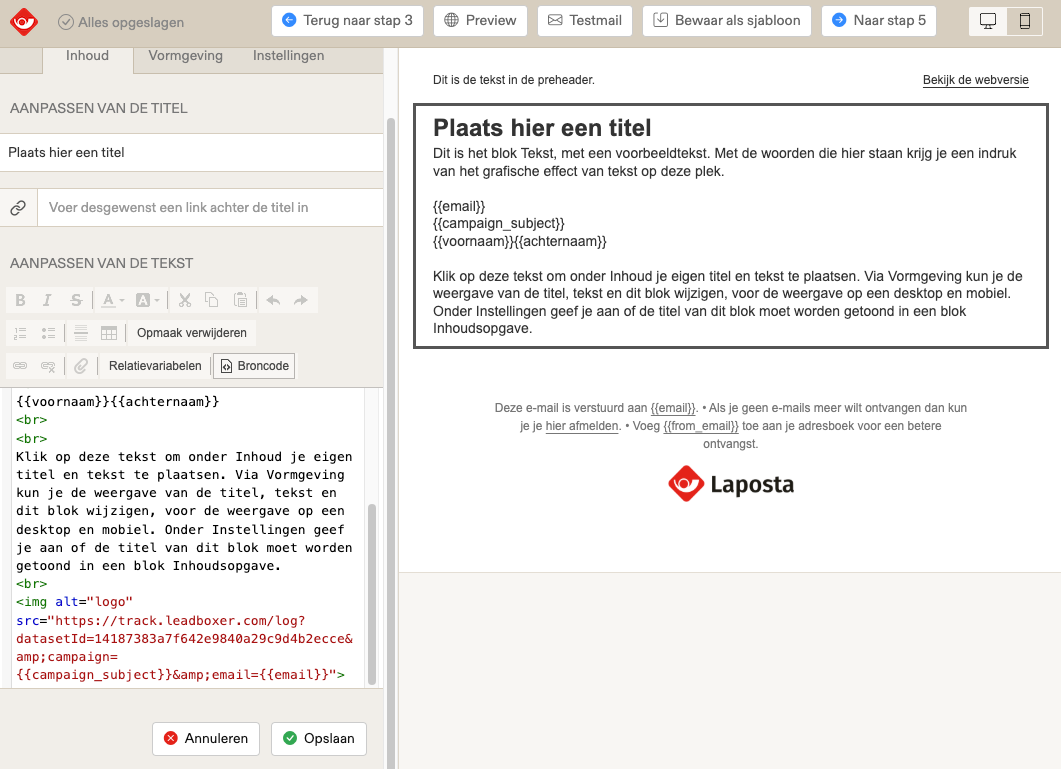 Alles opgeslagen
Terug naar stap 3
Preview
Testmail
Bewaar als sjabloon
Naar stap 5
Inhoud
Vormgeving
Instellingen
AANPASSEN VAN DE TITEL
Plaats hier een titel
Voer desgewenst een link achter de titel in
AANPASSEN VAN DE TEKST
B I S A A
Opmaak verwijderen
Relatievariabelen
Broncode
{{voornaam}}{{achternaam}}
<br>
<br>
Klik op deze tekst om onder Inhoud je eigen
titel en tekst te plaatsen. Via Vormgeving
kun je de weergave van de titel, tekst en
dit blok wijzigen, voor de weergave op een
desktop en mobiel. Onder Instellingen geef
je aan of de titel van dit blok moet worden
getoond in een blok Inhoudsopgave.
<br>
<img alt="logo"
src="https://track.leadboxer.com/log?
datasetId=14187383a7f642e9840a29c9d4b2ecce&
amp;campaign=
{{campaign_subject}}&amp;email={{email}}">
Annuleren
Opslaan
Dit is de tekst in de preheader.
Bekijk de webversie
Plaats hier een titel
Dit is het blok Tekst, met een voorbeeldtekst. Met de woorden die hier staan krijg je een indruk
van het grafische effect van tekst op deze plek.
{{email}}
{{campaign_subject}}
{{voornaam}}{{achternaam}}
Klik op deze tekst om onder Inhoud je eigen titel en tekst te plaatsen. Via Vormgeving kun je de
weergave van de titel, tekst en dit blok wijzigen, voor de weergave op een desktop en mobiel.
Onder Instellingen geef je aan of de titel van dit blok moet worden getoond in een blok
Inhoudsopgave.
Deze e-mail is verstuurd aan {{email}}. • Als je geen e-mails meer wilt ontvangen dan kun
je je hier afmelden. • Voeg {{from_email}} toe aan je adresboek voor een betere
ontvangst.
Laposta